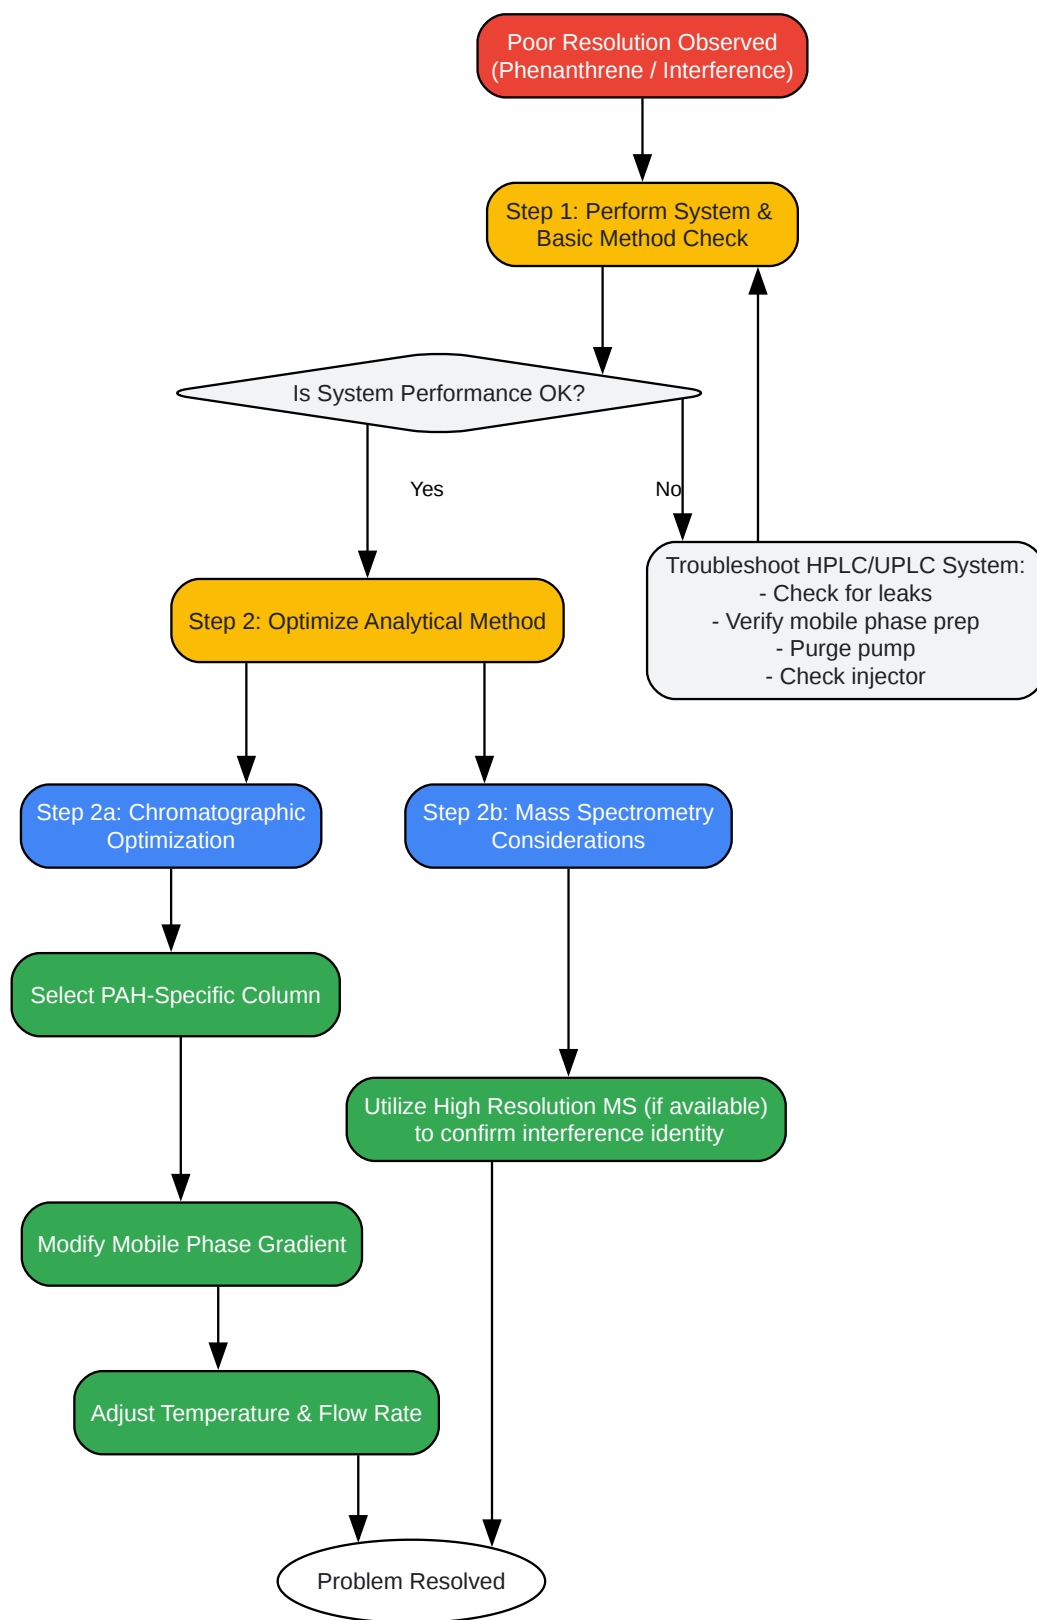 Poor Resolution Observed
(Phenanthrene / Interference)
Step 1: Perform System &
Basic Method Check
Is System Performance OK?
Yes
No
Troubleshoot HPLC/UPLC System:
- Check for leaks
- Verify mobile phase prep
- Purge pump
- Check injector
Step 2: Optimize Analytical Method
Step 2a: Chromatographic
Optimization
Step 2b: Mass Spectrometry
Considerations
Select PAH-Specific Column
Utilize High Resolution MS (if available)
to confirm interference identity
Modify Mobile Phase Gradient
Adjust Temperature & Flow Rate
Problem Resolved